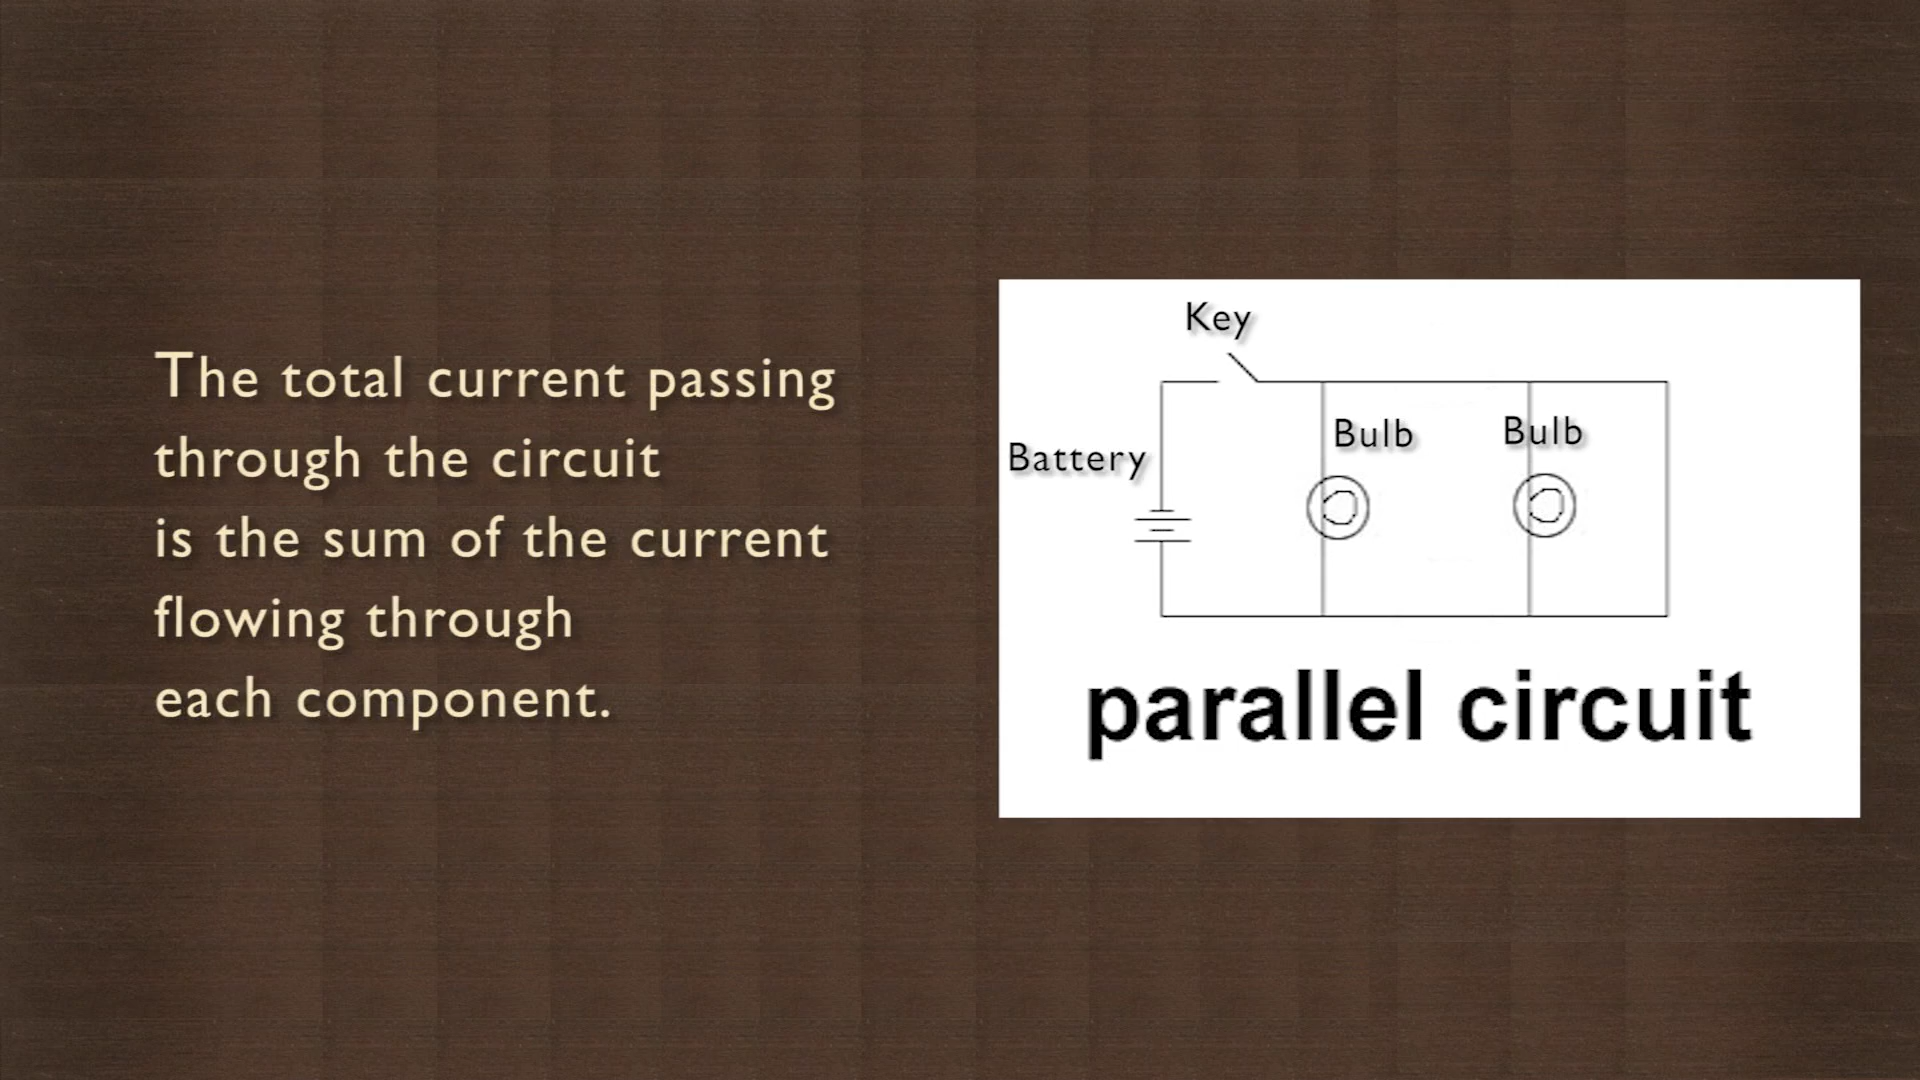 The total current passing
through the circuit
is the sum of the current
flowing through
each component.
Key
Battery
Bulb
Bulb
parallel circuit